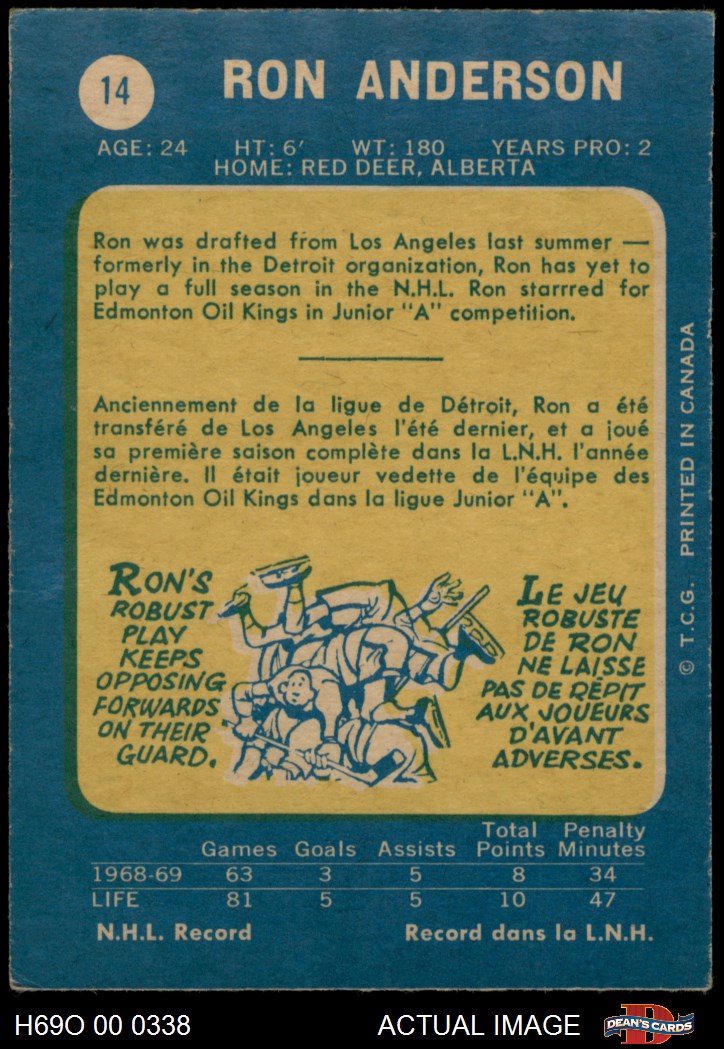 14
RON ANDERSON
AGE: 24 HT: 6′ WT: 180 YEARS PRO: 2
HOME: RED DEER, ALBERTA
Ron was drafted from Los Angeles last summer —
formerly in the Detroit organization, Ron has yet to
play a full season in the N.H.L. Ron starrred for
Edmonton Oil Kings in Junior "A" competition.
Anciennement de la ligue de Détroit, Ron a été
transféré de Los Angeles l'été dernier, et a joué
sa première saison complète dans la L.N.H. l'année
dernière. Il était joueur vedette de l'équipe des
Edmonton Oil Kings dans la ligue Junior "A".
RON'S
ROBUST
PLAY
KEEPS
OPPOSING
FORWARDS
ON THEIR
GUARD.
LE JEU
ROBUSTE
DE RON
NE LAISSE
PAS DE RÉPIT
AUX JOUEURS
D'AVANT
ADVERSES.
© T.C.G. PRINTED IN CANADA
Total Penalty
Games Goals Assists Points Minutes
1968-69 63 3 5 8 34
LIFE 81 5 5 10 47
N.H.L. Record Record dans la L.N.H.
H69O 00 0338 ACTUAL IMAGE D DEAN'S CARDS